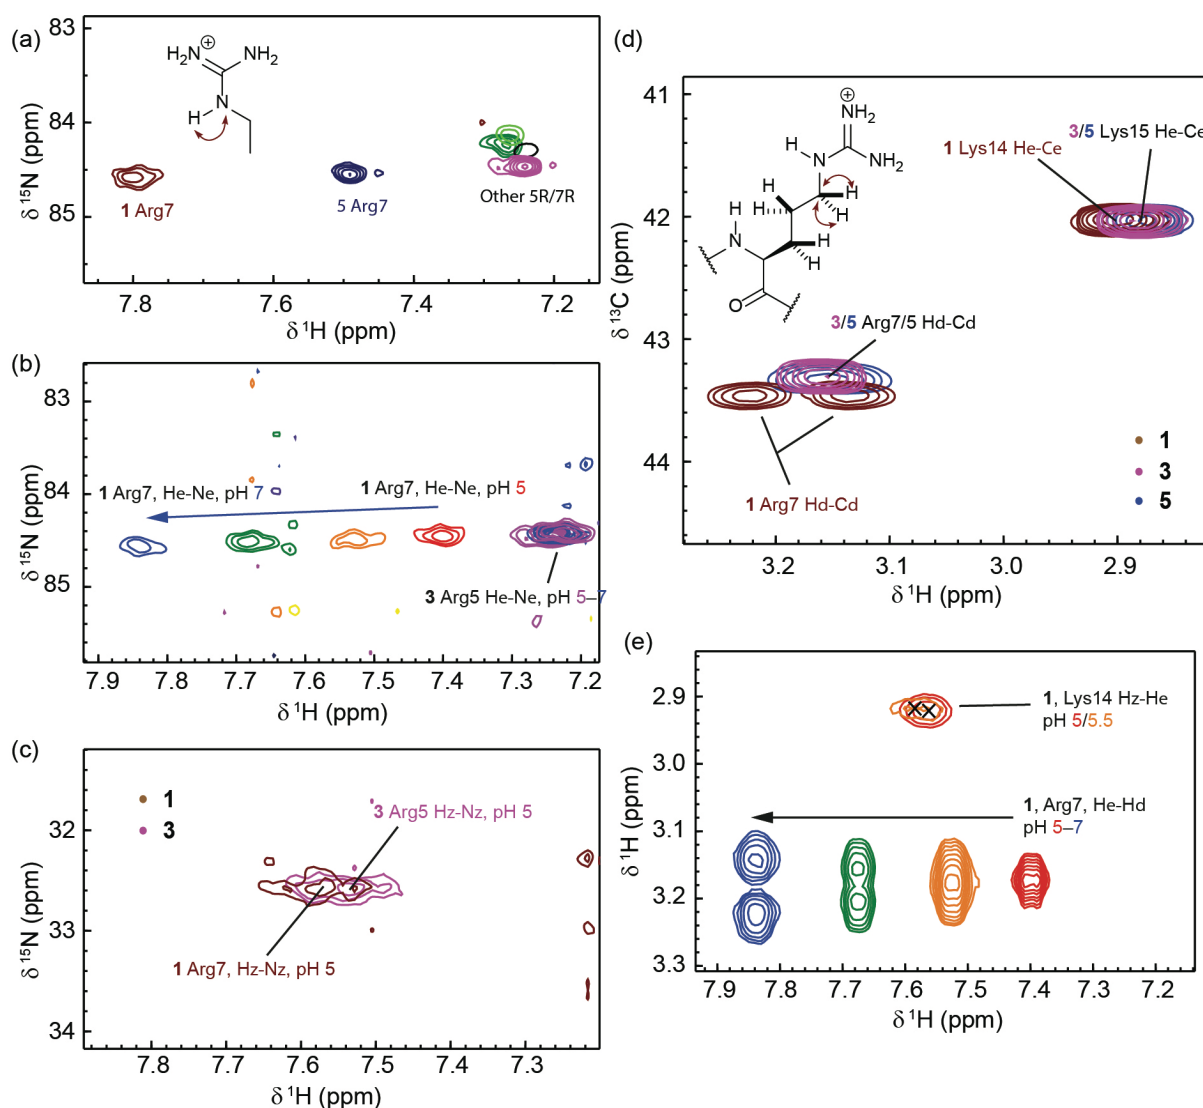 (a)
83
84
85
δ ¹⁵N (ppm)
H₂N
⊕
NH₂
H
N
1 Arg7
5 Arg7
Other 5R/7R
7.8
7.6
7.4
7.2
δ ¹H (ppm)
(b)
83
84
85
δ ¹⁵N (ppm)
1 Arg7, He-Ne, pH 7
1 Arg7, He-Ne, pH 5
3 Arg5 He-Ne, pH 5–7
7.9
7.8
7.7
7.6
7.5
7.4
7.3
7.2
δ ¹H (ppm)
(c)
32
33
34
δ ¹⁵N (ppm)
1
3
3 Arg5 Hz-Nz, pH 5
1 Arg7, Hz-Nz, pH 5
7.8
7.7
7.6
7.5
7.4
7.3
δ ¹H (ppm)
(d)
41
42
43
44
δ ¹³C (ppm)
⊕
NH₂
H
N
NH₂
H
H
H
H
H
N
H
H
O
3/5 Lys15 He-Ce
1 Lys14 He-Ce
3/5 Arg7/5 Hd-Cd
1 Arg7 Hd-Cd
1
3
5
3.2
3.1
3.0
2.9
δ ¹H (ppm)
(e)
2.9
3.0
3.1
3.2
3.3
δ ¹H (ppm)
1, Lys14 Hz-He
pH 5/5.5
1, Arg7, He-Hd
pH 5–7
7.9
7.8
7.7
7.6
7.5
7.4
7.3
7.2
δ ¹H (ppm)